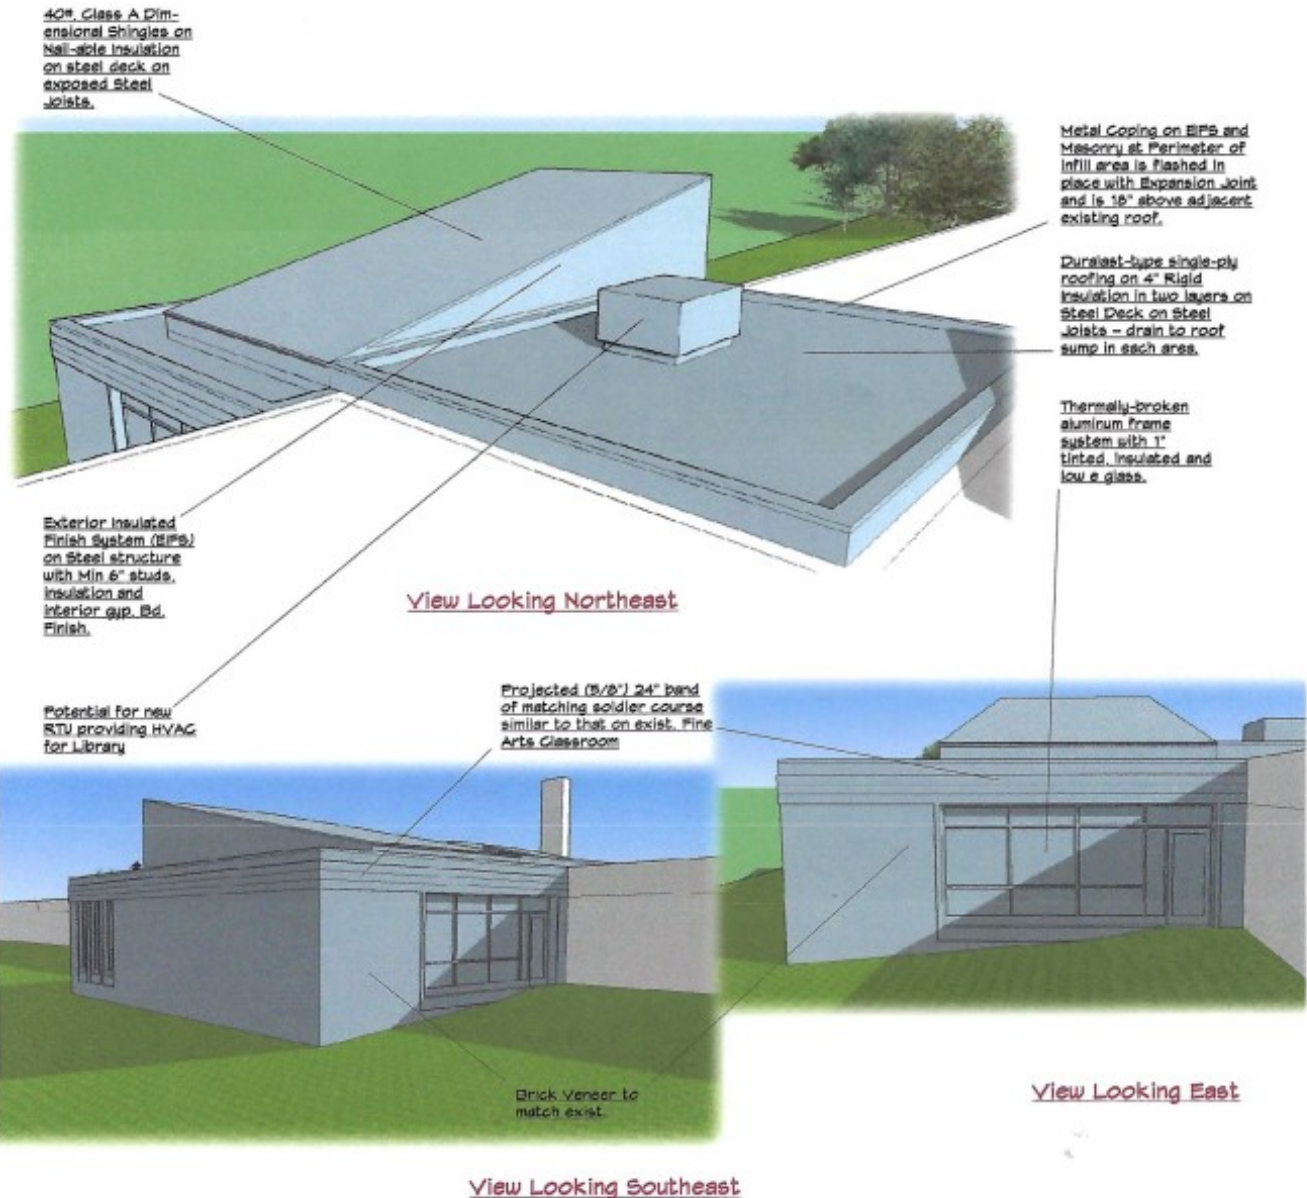 40#, Class A Dim-
ensional Shingles on
Nail-able Insulation
on steel deck on
exposed Steel
Joists.
Metal Coping on EIFS and
Masonry at Perimeter of
infill area is flashed in
place with Expansion Joint
and is 18" above adjacent
existing roof.
Duralast-type single-ply
roofing on 4" Rigid
Insulation in two layers on
Steel Deck on Steel
Joists - drain to roof
sump in each area.
Thermally-broken
aluminum frame
system with 1"
tinted, insulated and
low e glass.
Exterior Insulated
Finish System (EIFS)
on Steel structure
with Min 6" studs,
insulation and
interior gyp. Bd.
Finish.
View Looking Northeast
Potential for new
RTU providing HVAC
for Library
Projected (5/8") 24" band
of matching soldier course
similar to that on exist. Fine
Arts Classroom
Brick Veneer to
match exist.
View Looking East
View Looking Southeast